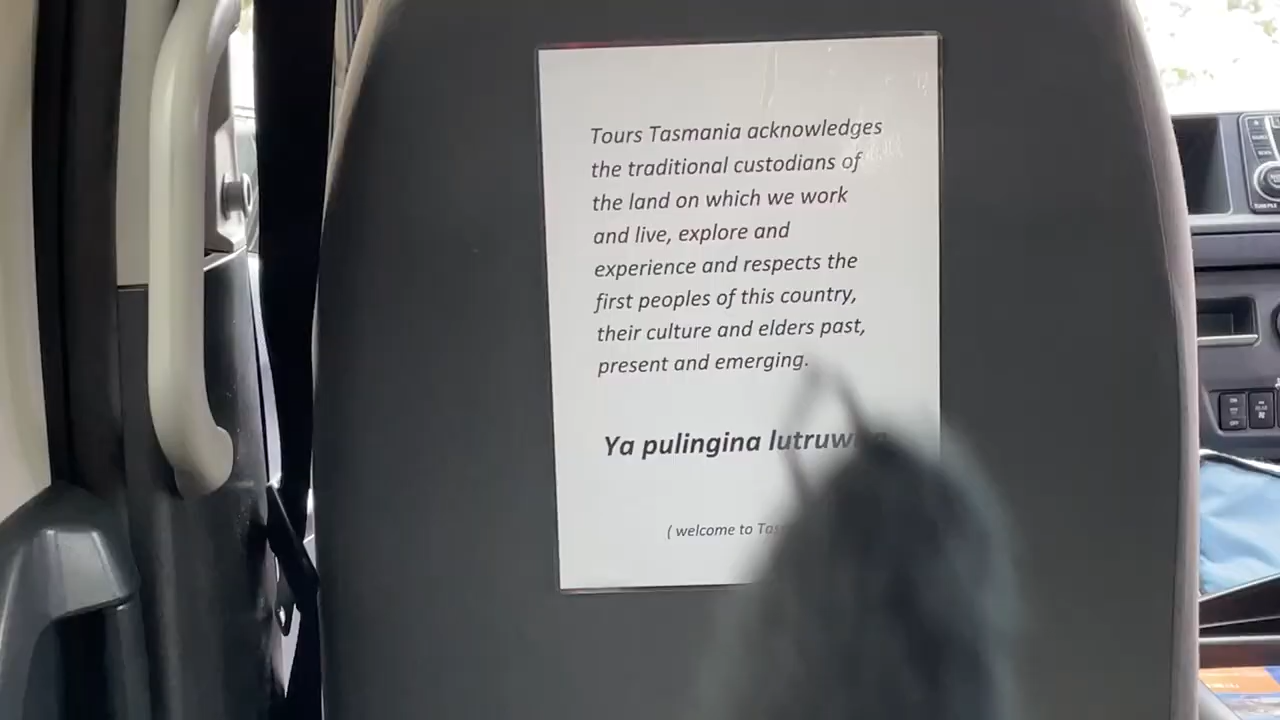 Tours Tasmania acknowledges
the traditional custodians of
the land on which we work
and live, explore and
experience and respects the
first peoples of this country,
their culture and elders past,
present and emerging.
Ya pulingina
( welcome to